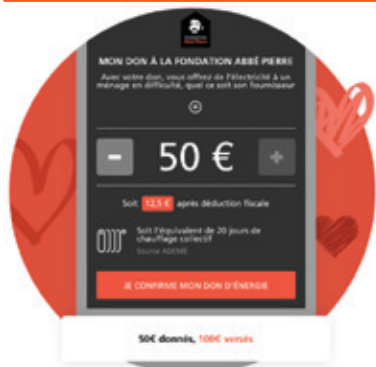 MON DON À LA FONDATION ABBÉ PIERRE
Avec votre don, vous offrez de l'électricité à un
ménage en difficulté, quel ce soit son fournisseur
50 €
Soit 12,5 € après déduction fiscale
Soit l'équivalent de 20 jours de
chauffage collectif
Source ADEME
JE CONFIRME MON DON D'ÉNERGIE
50€ donnés, 100€ versés